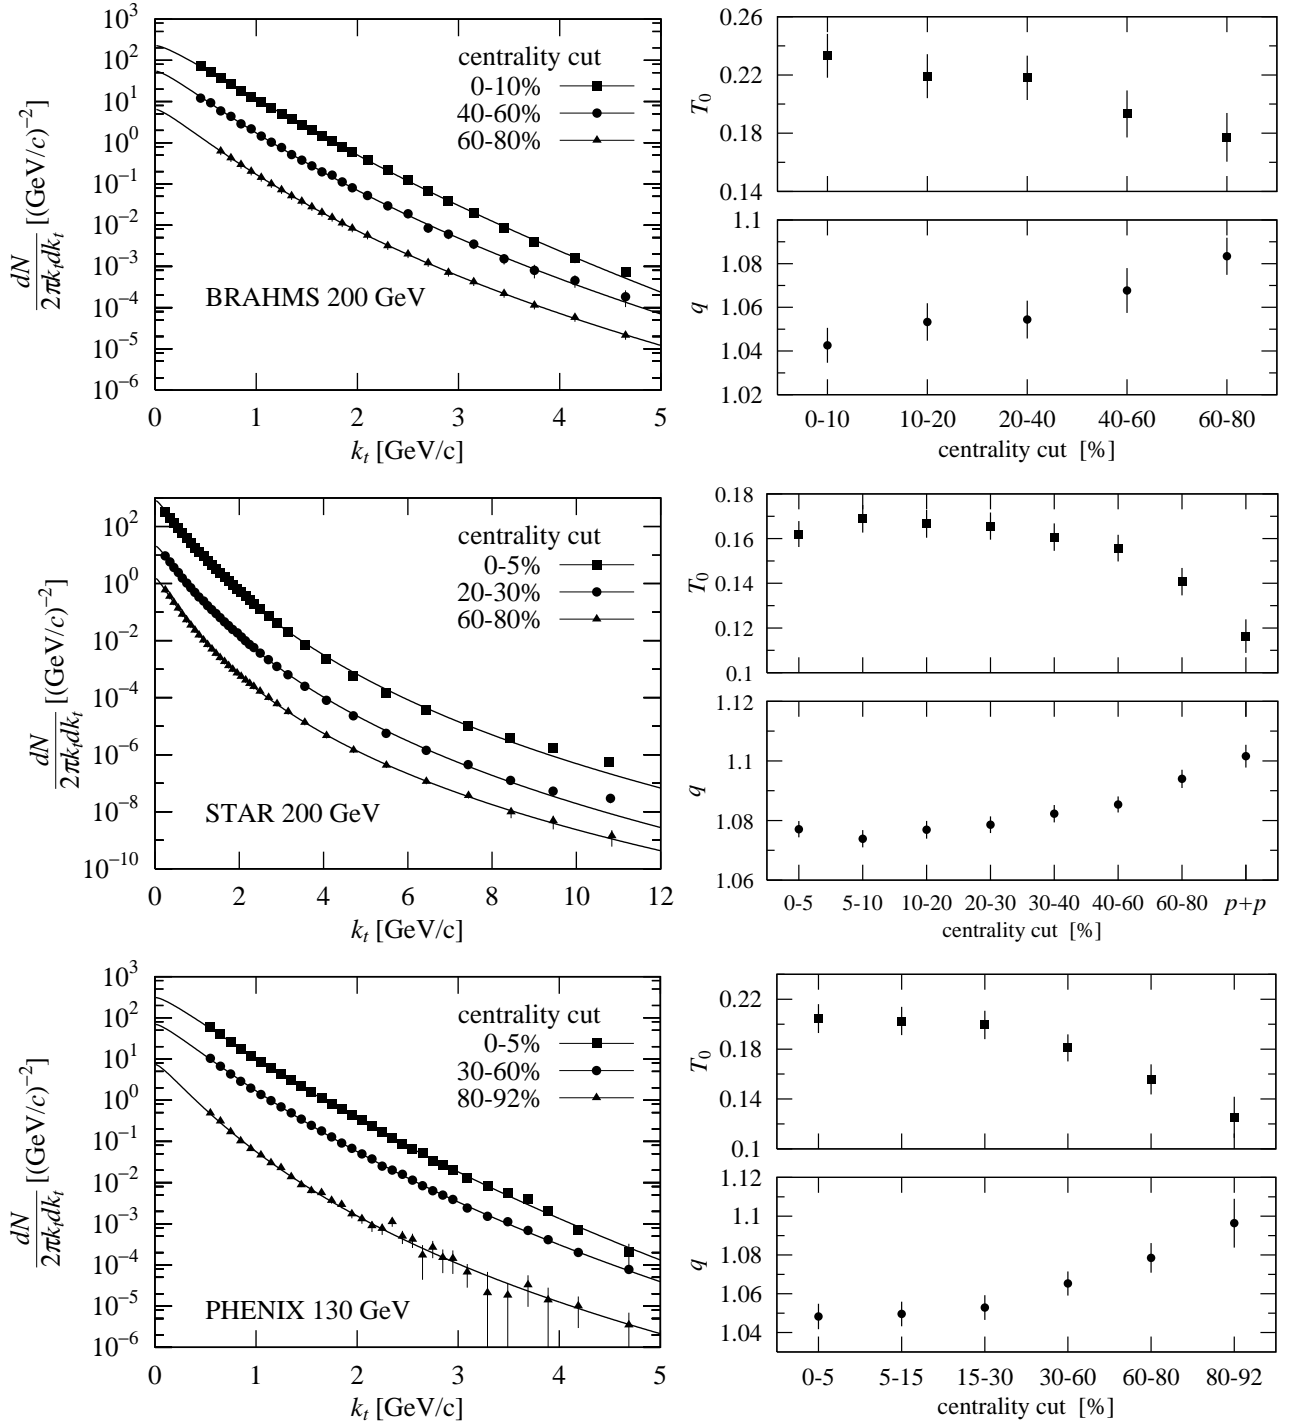 10^3
10^2
10^1
10^0
10^-1
10^-2
10^-3
10^-4
10^-5
10^-6
dN
2πk_t dk_t
[(GeV/c)^-2]
centrality cut
0-10%
40-60%
60-80%
BRAHMS 200 GeV
0 1 2 3 4 5
k_t [GeV/c]
0.26
0.22
0.18
0.14
T_0
1.1
1.08
1.06
1.04
1.02
q
0-10 10-20 20-40 40-60 60-80
centrality cut [%]
10^2
10^0
10^-2
10^-4
10^-6
10^-8
10^-10
dN
2πk_t dk_t
[(GeV/c)^-2]
centrality cut
0-5%
20-30%
60-80%
STAR 200 GeV
0 2 4 6 8 10 12
k_t [GeV/c]
0.18
0.16
0.14
0.12
0.1
T_0
1.12
1.1
1.08
1.06
q
0-5 5-10 10-20 20-30 30-40 40-60 60-80 p+p
centrality cut [%]
10^3
10^2
10^1
10^0
10^-1
10^-2
10^-3
10^-4
10^-5
10^-6
dN
2πk_t dk_t
[(GeV/c)^-2]
centrality cut
0-5%
30-60%
80-92%
PHENIX 130 GeV
0 1 2 3 4 5
k_t [GeV/c]
0.22
0.18
0.14
0.1
T_0
1.12
1.1
1.08
1.06
1.04
q
0-5 5-15 15-30 30-60 60-80 80-92
centrality cut [%]